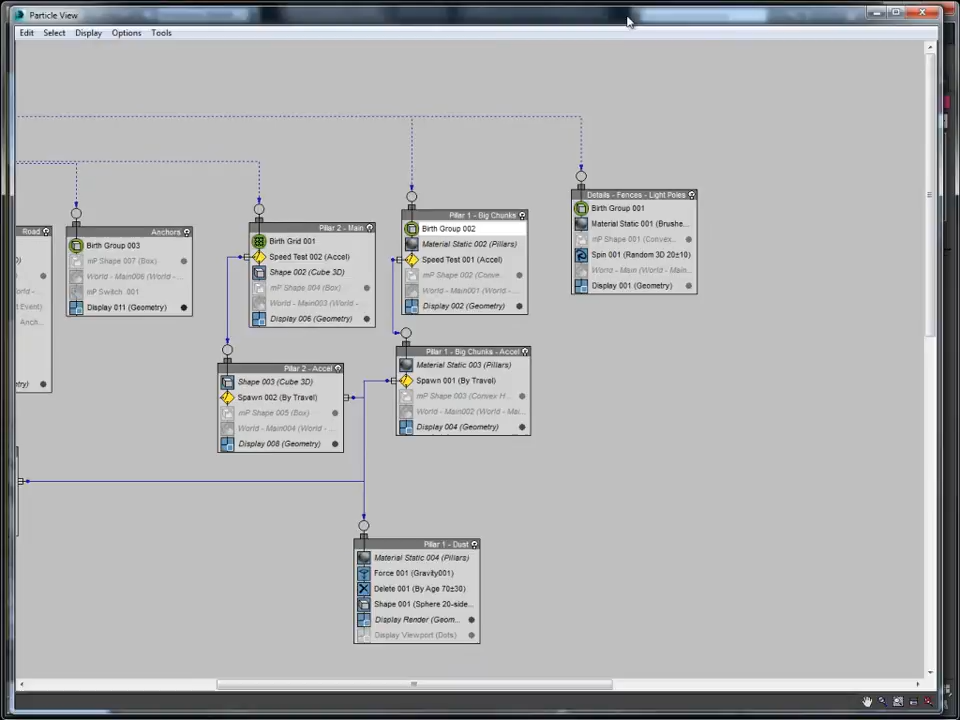 Particle View
Edit Select Display Options Tools
Road
Anchors
Birth Group 003
mP Shape 007 (Box)
World - Main006 (World - ...
mP Switch .001
Display 011 (Geometry)
Pillar 2 - Main
Birth Grid 001
Speed Test 002 (Accel)
Shape 002 (Cube 3D)
mP Shape 004 (Box)
World - Main003 (World - ...
Display 006 (Geometry)
Pillar 1 - Big Chunks
Birth Group 002
Material Static 002 (Pillars)
Speed Test 001 (Accel)
mP Shape 002 (Conve...
World - Main001 (World - ...
Display 002 (Geometry)
Details - Fences - Light Poles
Birth Group 001
Material Static 001 (Brushe...
mP Shape 001 (Convex...
Spin 001 (Random 3D 20±10)
World - Main (World - Main...
Display 001 (Geometry)
Pillar 2 - Accel
Shape 003 (Cube 3D)
Spawn 002 (By Travel)
mP Shape 005 (Box)
World - Main004 (World - ...
Display 008 (Geometry)
Pillar 1 - Big Chunks - Accel
Material Static 003 (Pillars)
Spawn 001 (By Travel)
mP Shape 003 (Convex H...
World - Main002 (World - Mai...
Display 004 (Geometry)
Pillar 1 - Dust
Material Static 004 (Pillars)
Force 001 (Gravity001)
Delete 001 (By Age 70±30)
Shape 001 (Sphere 20-side...
Display Render (Geom...
Display Viewport (Dots)